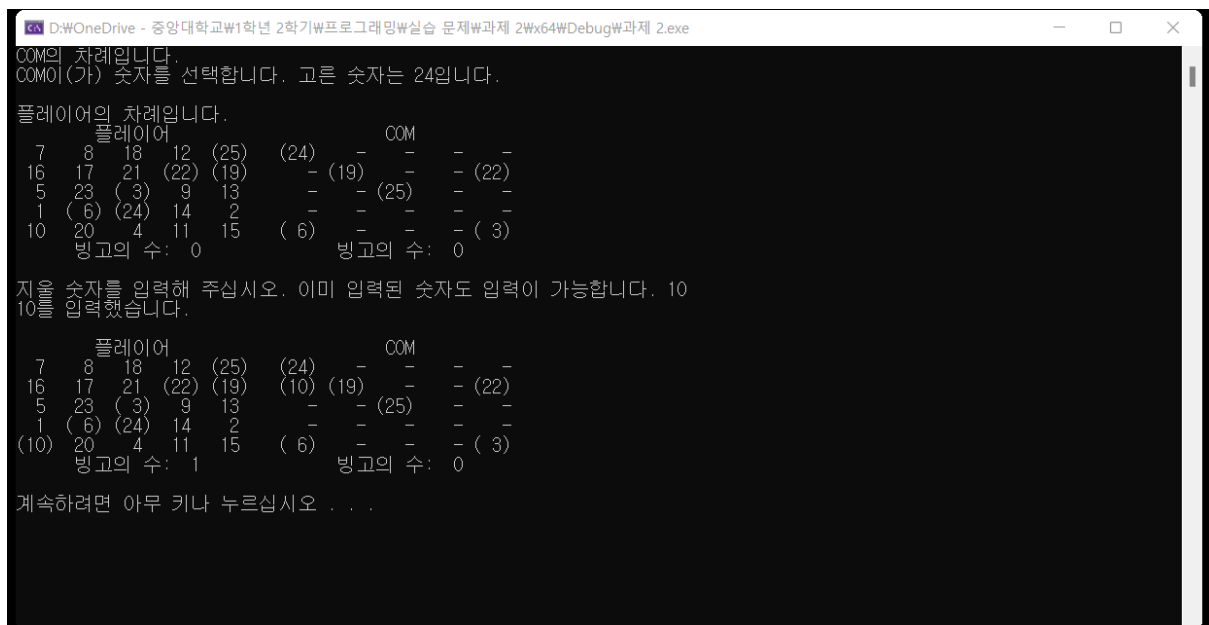 D:₩OneDrive - 중앙대학교₩1학년 2학기₩프로그래밍₩실습 문제₩과제 2₩x64₩Debug₩과제 2.exe
COM의 차례입니다.
COM이(가) 숫자를 선택합니다. 고른 숫자는 24입니다.
플레이어의 차례입니다.
플레이어 COM
7 8 18 12 (25) (24) - - - -
16 17 21 (22) (19) - (19) - - (22)
5 23 ( 3) 9 13 - - (25) - -
1 ( 6) (24) 14 2 - - - - -
10 20 4 11 15 ( 6) - - - ( 3)
빙고의 수: 0 빙고의 수: 0
지울 숫자를 입력해 주십시오. 이미 입력된 숫자도 입력이 가능합니다. 10
10를 입력했습니다.
플레이어 COM
7 8 18 12 (25) (24) - - - -
16 17 21 (22) (19) (10) (19) - - (22)
5 23 ( 3) 9 13 - - (25) - -
1 ( 6) (24) 14 2 - - - - -
(10) 20 4 11 15 ( 6) - - - ( 3)
빙고의 수: 1 빙고의 수: 0
계속하려면 아무 키나 누르십시오 . . .